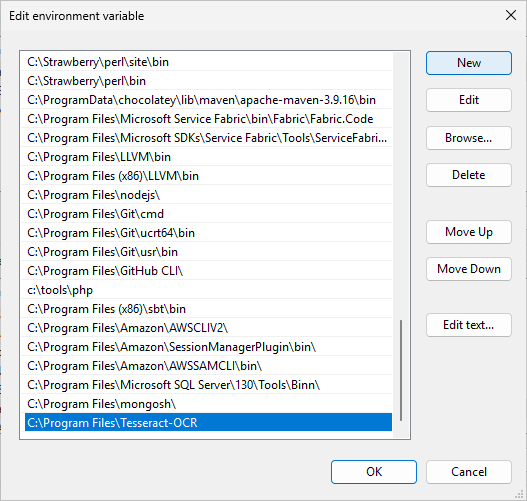 Edit environment variable
C:\Strawberry\perl\site\bin
C:\Strawberry\perl\bin
C:\ProgramData\chocolatey\lib\maven\apache-maven-3.9.16\bin
C:\Program Files\Microsoft Service Fabric\bin\Fabric\Fabric.Code
C:\Program Files\Microsoft SDKs\Service Fabric\Tools\ServiceFabri...
C:\Program Files\LLVM\bin
C:\Program Files (x86)\LLVM\bin
C:\Program Files\nodejs\
C:\Program Files\Git\cmd
C:\Program Files\Git\ucrt64\bin
C:\Program Files\Git\usr\bin
C:\Program Files\GitHub CLI\
c:\tools\php
C:\Program Files (x86)\sbt\bin
C:\Program Files\Amazon\AWSCLIV2\
C:\Program Files\Amazon\SessionManagerPlugin\bin\
C:\Program Files\Amazon\AWSSAMCLI\bin\
C:\Program Files\Microsoft SQL Server\130\Tools\Binn\
C:\Program Files\mongosh\
C:\Program Files\Tesseract-OCR
New
Edit
Browse...
Delete
Move Up
Move Down
Edit text...
OK
Cancel